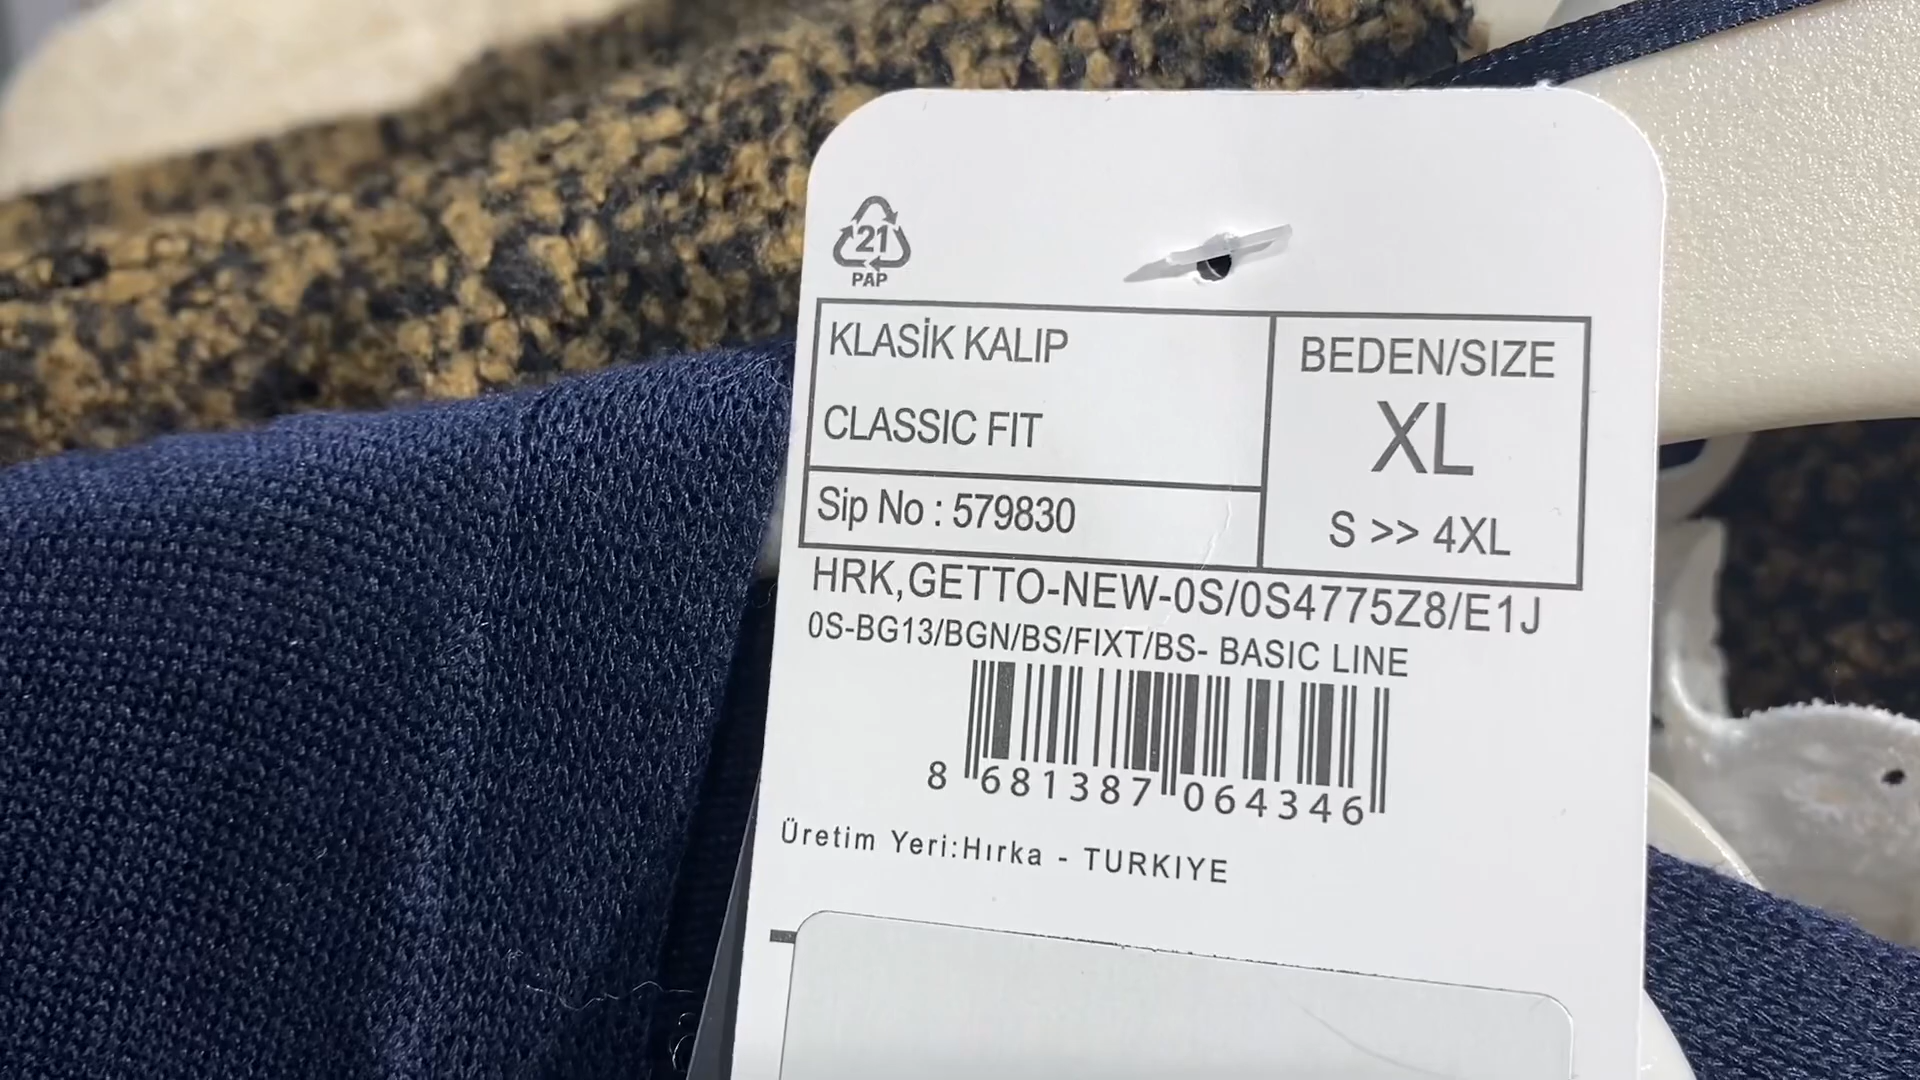 21
PAP
KLASİK KALIP
CLASSIC FIT
Sip No : 579830
BEDEN/SIZE
XL
S >> 4XL
HRK,GETTO-NEW-0S/0S4775Z8/E1J
0S-BG13/BGN/BS/FIXT/BS- BASIC LINE
8 681387 064346
Üretim Yeri:Hırka - TURKIYE